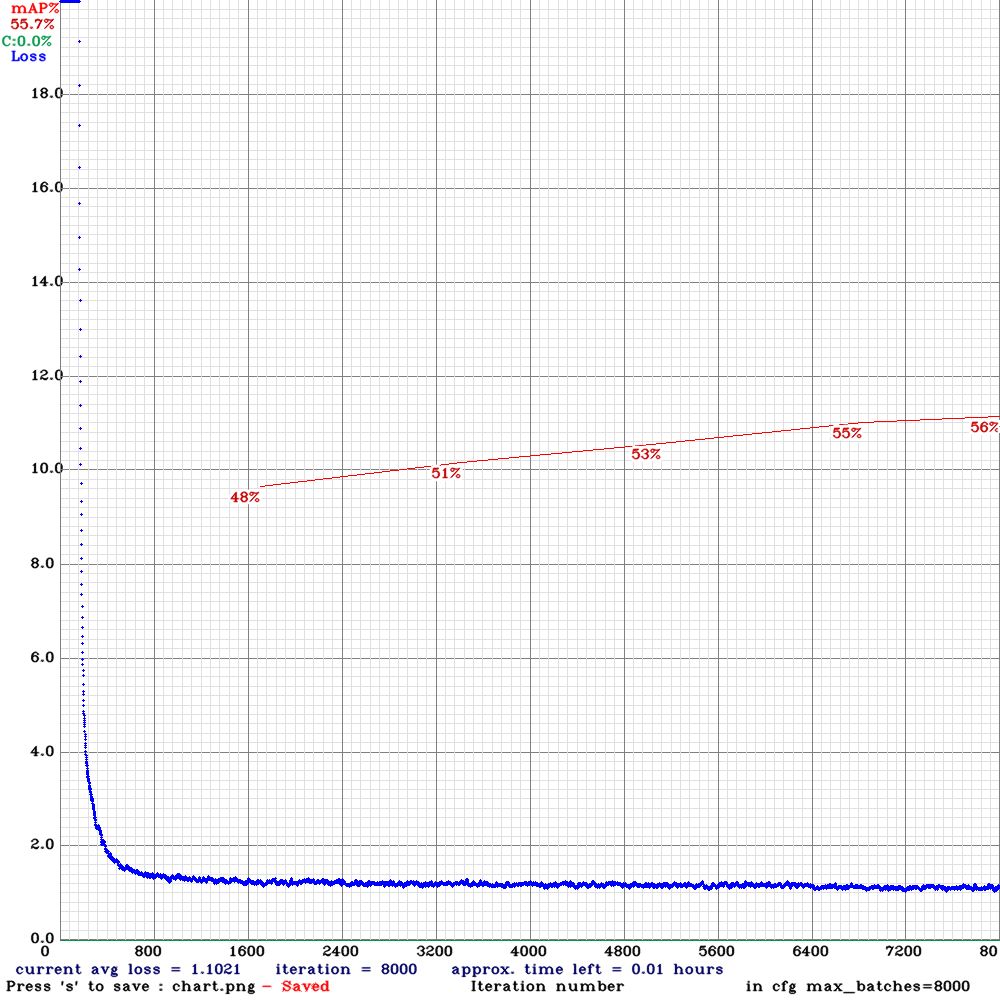 mAP%
55.7%
C:0.0%
Loss
18.0
16.0
14.0
12.0
10.0
8.0
6.0
4.0
2.0
0.0
48%
51%
53%
55%
56%
0 800 1600 2400 3200 4000 4800 5600 6400 7200 80
current avg loss = 1.1021 iteration = 8000 approx. time left = 0.01 hours
Press 's' to save : chart.png - Saved Iteration number in cfg max_batches=8000